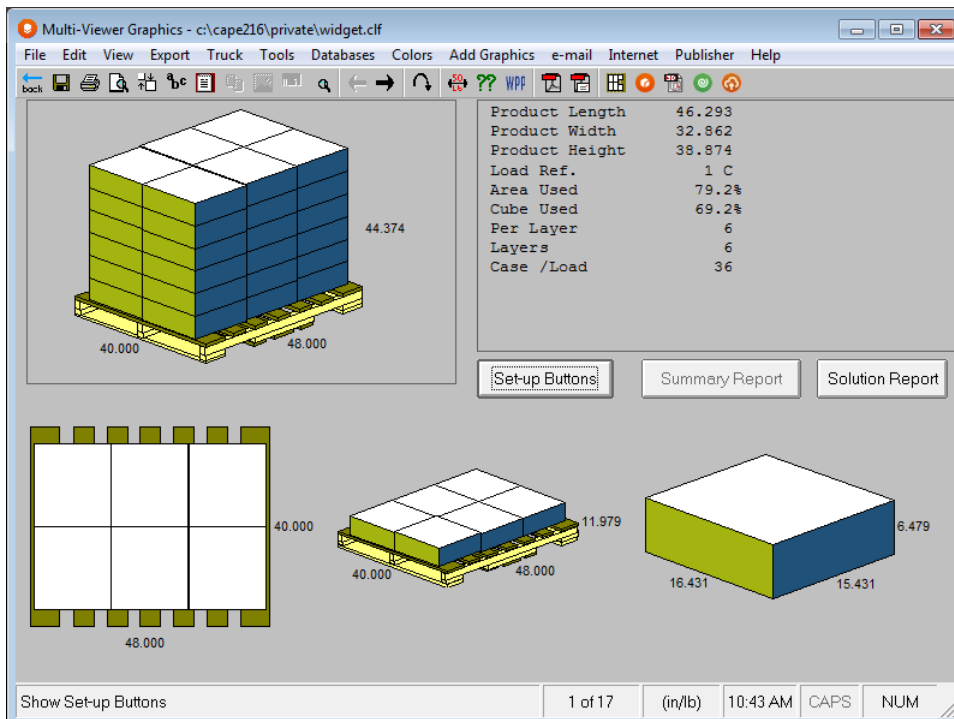 Multi-Viewer Graphics - c:\cape216\private\widget.clf
File Edit View Export Truck Tools Databases Colors Add Graphics e-mail Internet Publisher Help
back
abc
??
WPF
Product Length 46.293
Product Width 32.862
Product Height 38.874
Load Ref. 1 C
Area Used 79.2%
Cube Used 69.2%
Per Layer 6
Layers 6
Case /Load 36
44.374
40.000
48.000
Set-up Buttons
Summary Report
Solution Report
40.000
48.000
11.979
40.000
48.000
6.479
16.431
15.431
Show Set-up Buttons
1 of 17
(in/lb)
10:43 AM
CAPS
NUM